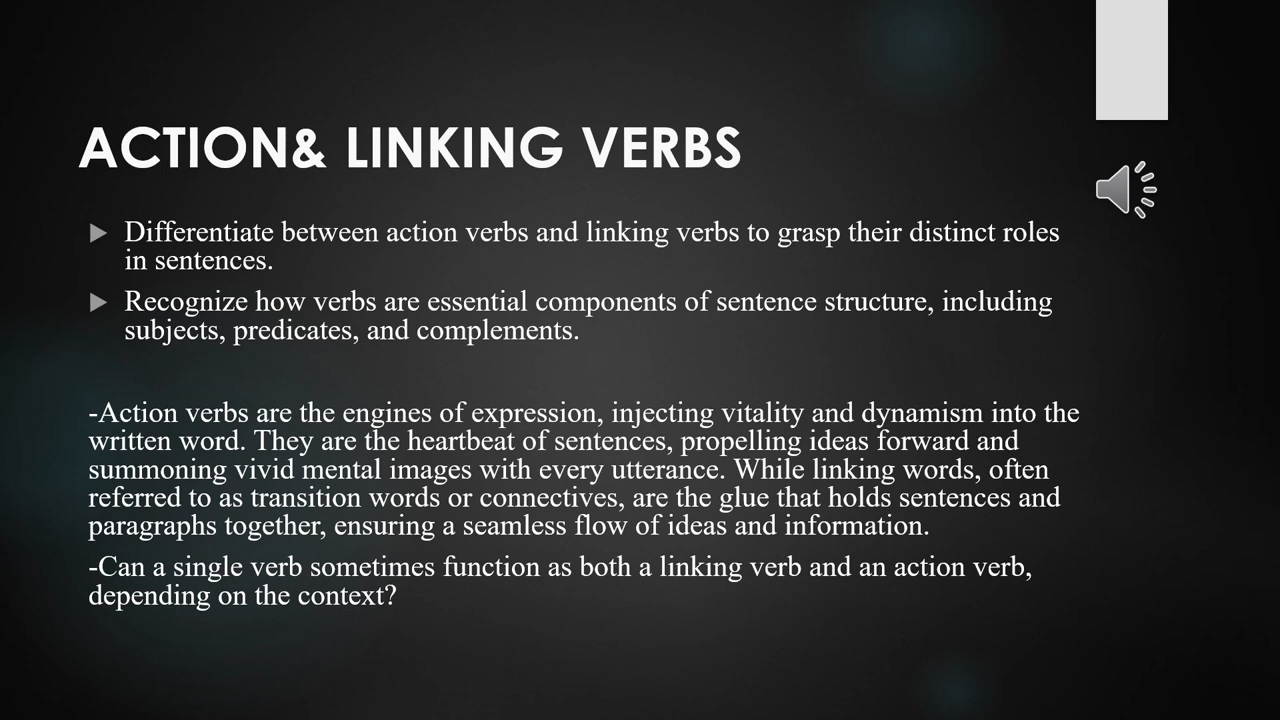 ACTION& LINKING VERBS
Differentiate between action verbs and linking verbs to grasp their distinct roles
in sentences.
Recognize how verbs are essential components of sentence structure, including
subjects, predicates, and complements.
-Action verbs are the engines of expression, injecting vitality and dynamism into the
written word. They are the heartbeat of sentences, propelling ideas forward and
summoning vivid mental images with every utterance. While linking words, often
referred to as transition words or connectives, are the glue that holds sentences and
paragraphs together, ensuring a seamless flow of ideas and information.
-Can a single verb sometimes function as both a linking verb and an action verb,
depending on the context?